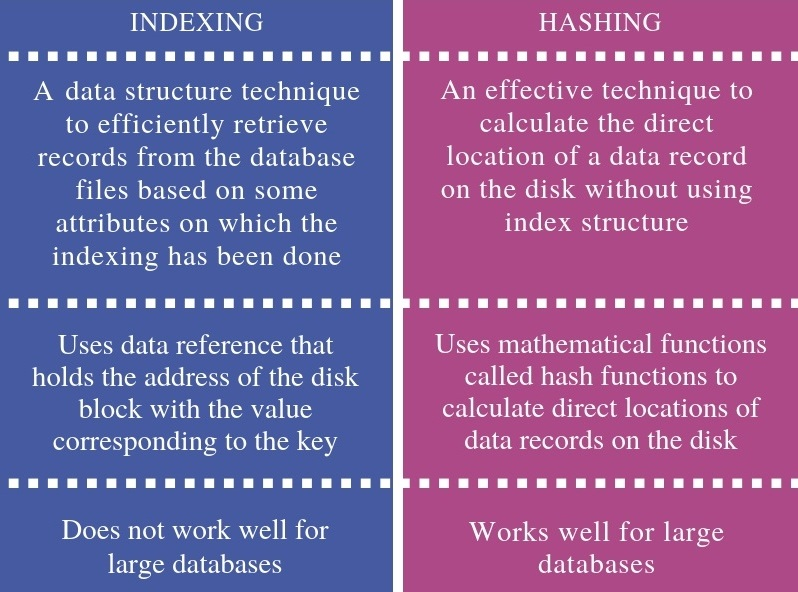 INDEXING
A data structure technique
to efficiently retrieve
records from the database
files based on some
attributes on which the
indexing has been done
Uses data reference that
holds the address of the disk
block with the value
corresponding to the key
Does not work well for
large databases
HASHING
An effective technique to
calculate the direct
location of a data record
on the disk without using
index structure
Uses mathematical functions
called hash functions to
calculate direct locations of
data records on the disk
Works well for large
databases